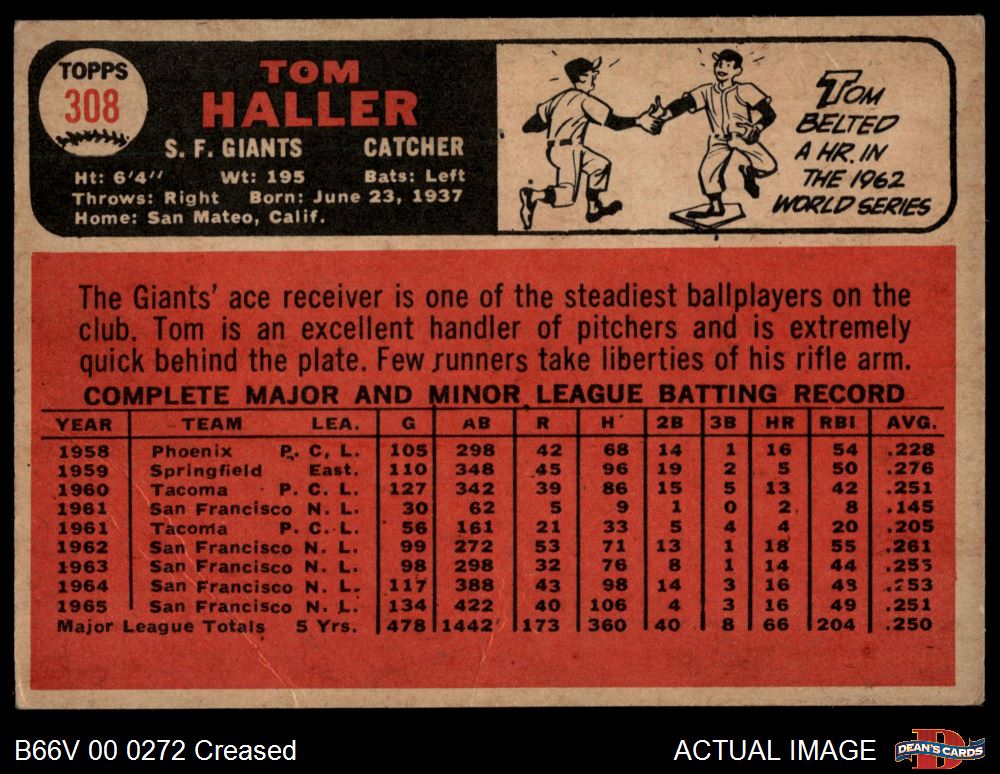 TOPPS
308
TOM
HALLER
S. F. GIANTS CATCHER
Ht: 6'4" Wt: 195 Bats: Left
Throws: Right Born: June 23, 1937
Home: San Mateo, Calif.
TOM
BELTED
A HR. IN
THE 1962
WORLD SERIES
The Giants' ace receiver is one of the steadiest ballplayers on the
club. Tom is an excellent handler of pitchers and is extremely
quick behind the plate. Few runners take liberties of his rifle arm.
COMPLETE MAJOR AND MINOR LEAGUE BATTING RECORD
YEAR TEAM LEA. G AB R H 2B 3B HR RBI AVG.
1958 Phoenix P. C. L. 105 298 42 68 14 1 16 54 .228
1959 Springfield East. 110 348 45 96 19 2 5 50 .276
1960 Tacoma P. C. L. 127 342 39 86 15 5 13 42 .251
1961 San Francisco N. L. 30 62 5 9 1 0 2 8 .145
1961 Tacoma P. C. L. 56 161 21 33 5 4 4 20 .205
1962 San Francisco N. L. 99 272 53 71 13 1 18 55 .261
1963 San Francisco N. L. 98 298 32 76 8 1 14 44 .255
1964 San Francisco N. L. 117 388 43 98 14 3 16 48 .253
1965 San Francisco N. L. 134 422 40 106 4 3 16 49 .251
Major League Totals 5 Yrs. 478 1442 173 360 40 8 66 204 .250
B66V 00 0272 Creased ACTUAL IMAGE DEAN'S CARDS